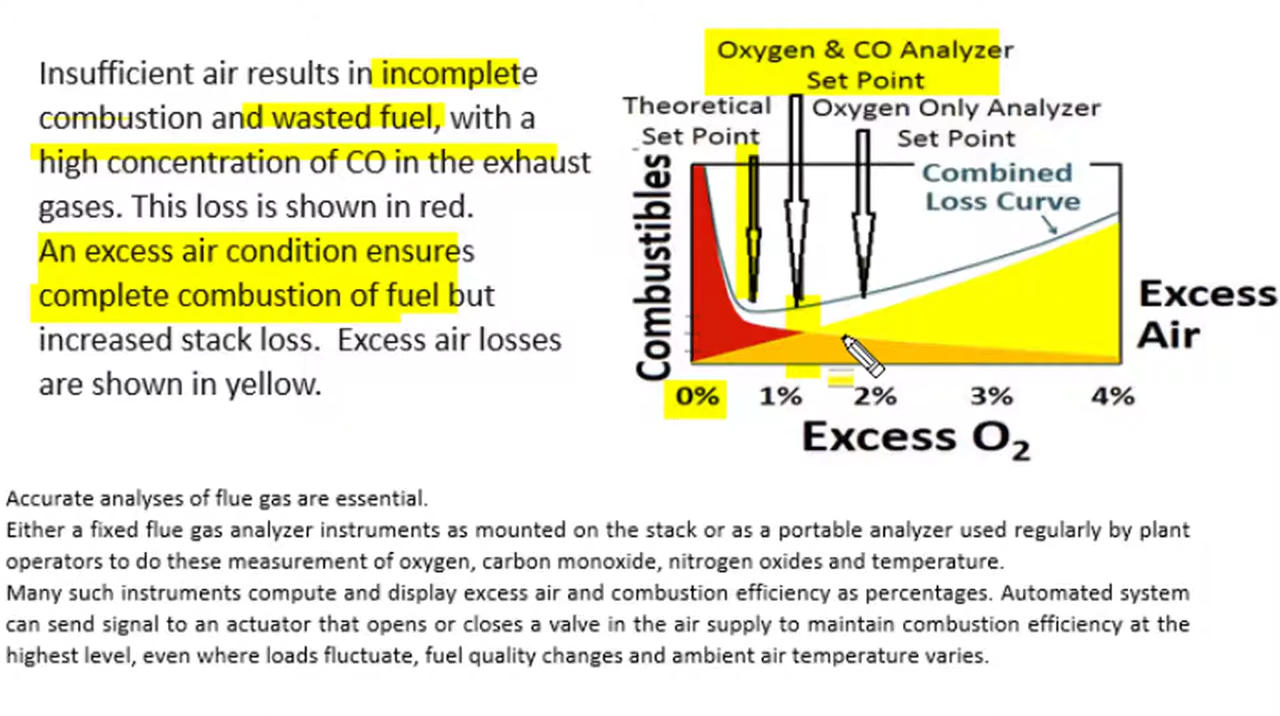 Insufficient air results in incomplete
combustion and wasted fuel, with a
high concentration of CO in the exhaust
gases. This loss is shown in red.
An excess air condition ensures
complete combustion of fuel but
increased stack loss. Excess air losses
are shown in yellow.
Oxygen & CO Analyzer
Set Point
Theoretical
Set Point
Oxygen Only Analyzer
Set Point
Combined
Loss Curve
Combustibles
Excess
Air
0% 1% 2% 3% 4%
Excess O₂
Accurate analyses of flue gas are essential.
Either a fixed flue gas analyzer instruments as mounted on the stack or as a portable analyzer used regularly by plant
operators to do these measurement of oxygen, carbon monoxide, nitrogen oxides and temperature.
Many such instruments compute and display excess air and combustion efficiency as percentages. Automated system
can send signal to an actuator that opens or closes a valve in the air supply to maintain combustion efficiency at the
highest level, even where loads fluctuate, fuel quality changes and ambient air temperature varies.